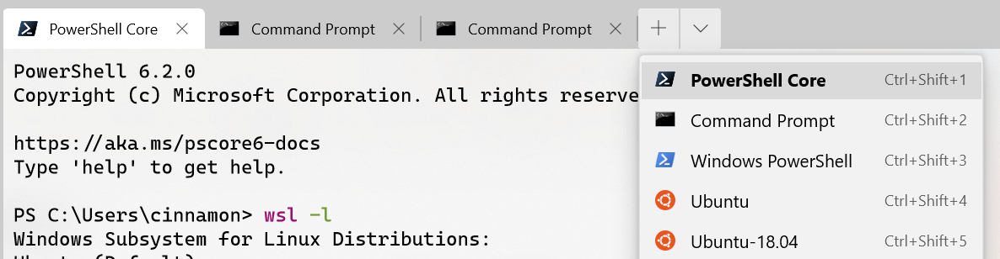 PowerShell Core
Command Prompt
Command Prompt
PowerShell 6.2.0
Copyright (c) Microsoft Corporation. All rights reserve
https://aka.ms/pscore6-docs
Type 'help' to get help.
PS C:\Users\cinnamon> wsl -l
Windows Subsystem for Linux Distributions:
Ubuntu (Default)
PowerShell Core Ctrl+Shift+1
Command Prompt Ctrl+Shift+2
Windows PowerShell Ctrl+Shift+3
Ubuntu Ctrl+Shift+4
Ubuntu-18.04 Ctrl+Shift+5